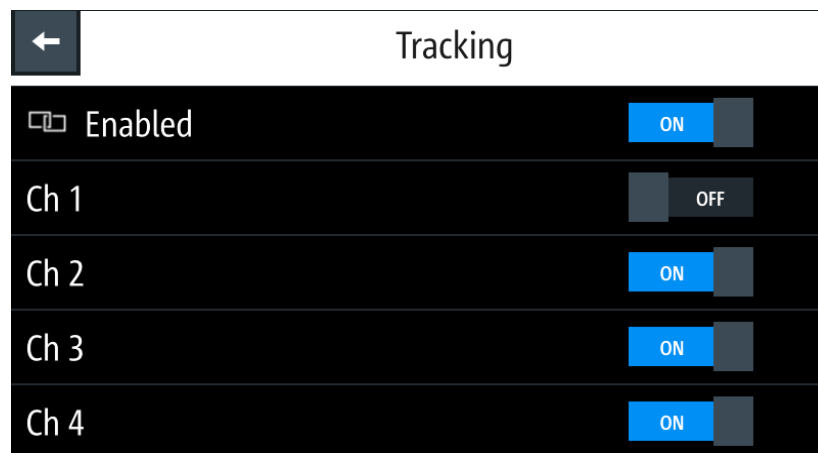 Tracking
Enabled ON
Ch 1 OFF
Ch 2 ON
Ch 3 ON
Ch 4 ON